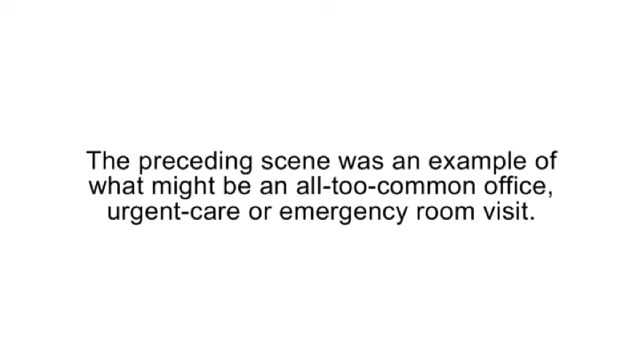 The preceding scene was an example of
what might be an all-too-common office,
urgent-care or emergency room visit.